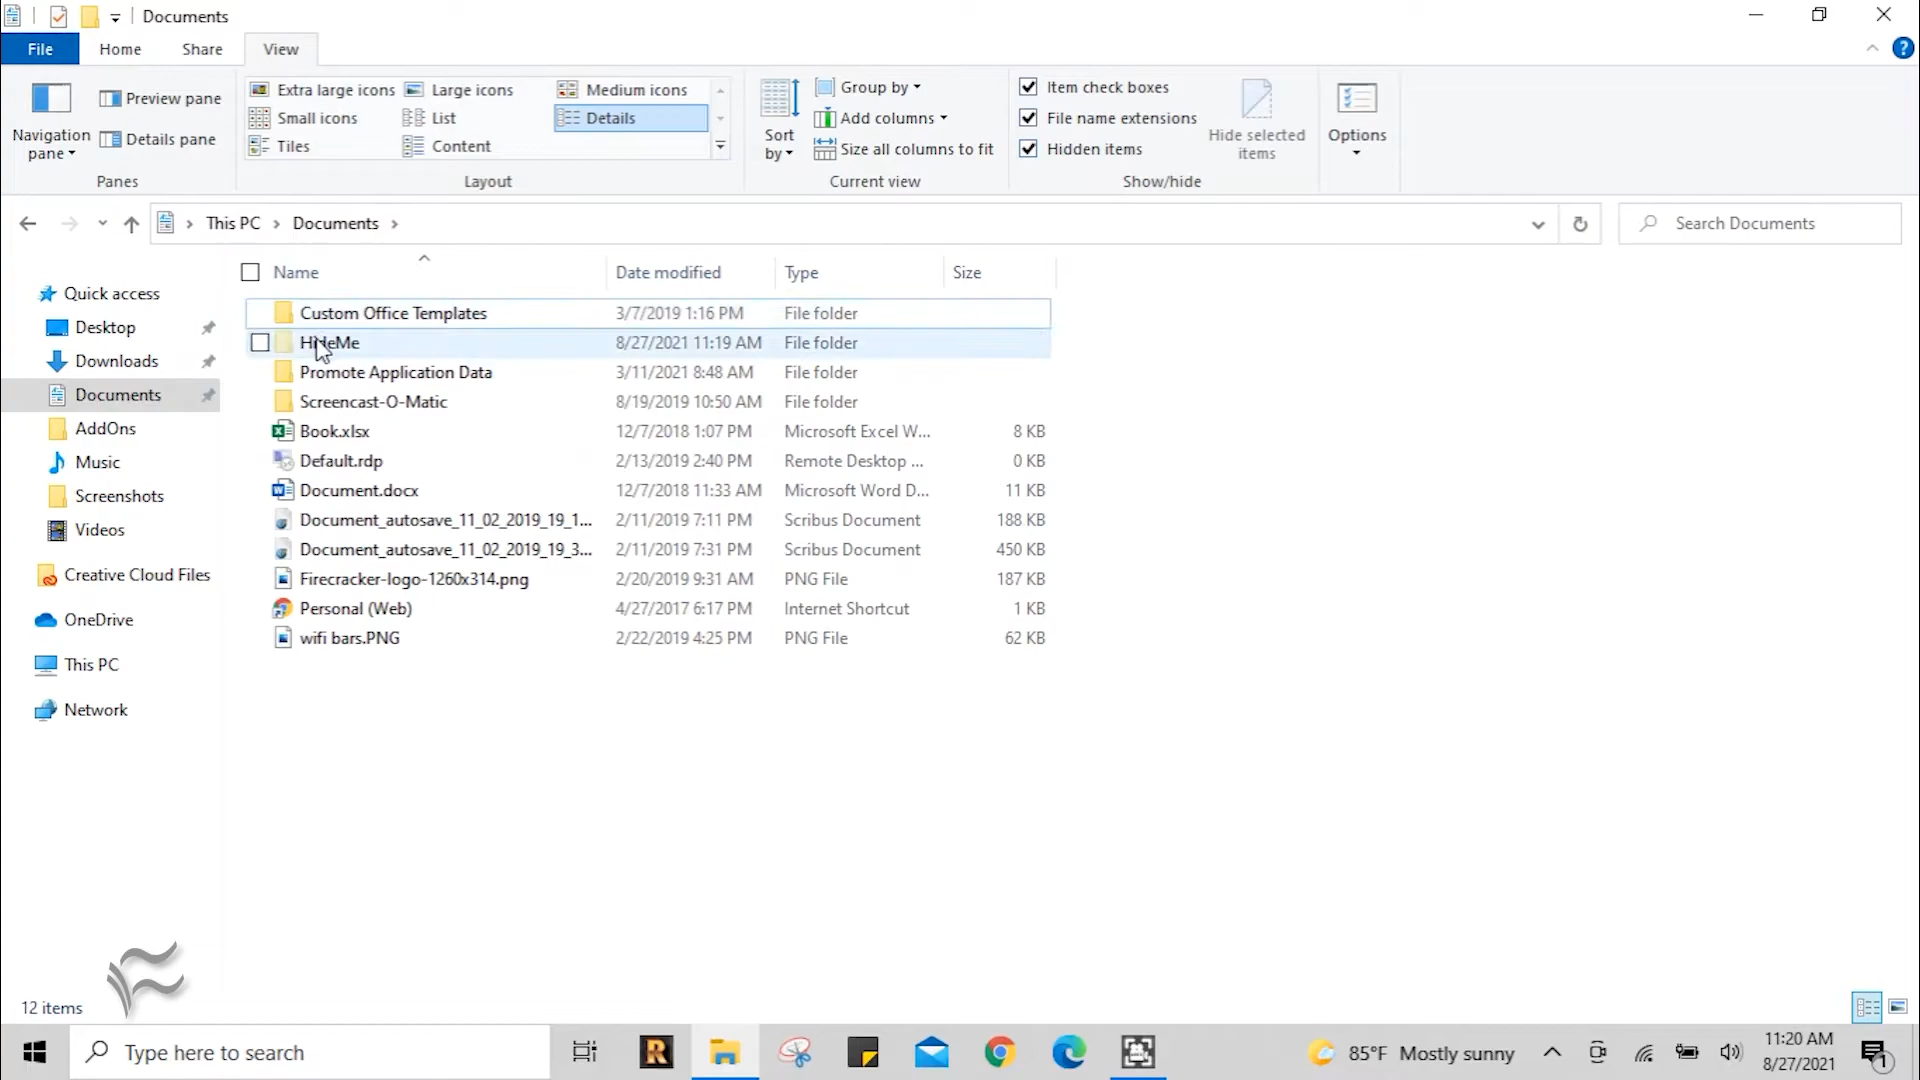 Documents
File
Home
Share
View
Navigation pane
Preview pane
Details pane
Panes
Extra large icons
Large icons
Medium icons
Small icons
List
Details
Tiles
Content
Layout
Sort by
Group by
Add columns
Size all columns to fit
Current view
Item check boxes
File name extensions
Hidden items
Hide selected items
Show/hide
Options
This PC
Documents
Search Documents
Quick access
Desktop
Downloads
Documents
AddOns
Music
Screenshots
Videos
Creative Cloud Files
OneDrive
This PC
Network
Name Date modified Type Size
Custom Office Templates 3/7/2019 1:16 PM File folder
HideMe 8/27/2021 11:19 AM File folder
Promote Application Data 3/11/2021 8:48 AM File folder
Screencast-O-Matic 8/19/2019 10:50 AM File folder
Book.xlsx 12/7/2018 1:07 PM Microsoft Excel W... 8 KB
Default.rdp 2/13/2019 2:40 PM Remote Desktop ... 0 KB
Document.docx 12/7/2018 11:33 AM Microsoft Word D... 11 KB
Document_autosave_11_02_2019_19_1... 2/11/2019 7:11 PM Scribus Document 188 KB
Document_autosave_11_02_2019_19_3... 2/11/2019 7:31 PM Scribus Document 450 KB
Firecracker-logo-1260x314.png 2/20/2019 9:31 AM PNG File 187 KB
Personal (Web) 4/27/2017 6:17 PM Internet Shortcut 1 KB
wifi bars.PNG 2/22/2019 4:25 PM PNG File 62 KB
12 items
Type here to search
R
85°F Mostly sunny
11:20 AM
8/27/2021
1